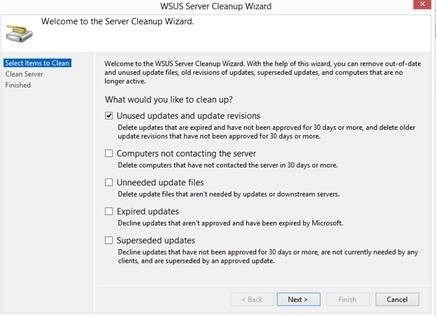 WSUS Server Cleanup Wizard
Welcome to the Server Cleanup Wizard.
Select Items to Clean
Clean Server
Finished
Welcome to the WSUS Server Cleanup Wizard. With the help of this wizard, you can remove out-of-date
and unused update files, old revisions of updates, superseded updates, and computers that are no
longer active.
What would you like to clean up?
Unused updates and update revisions
Delete updates that are expired and have not been approved for 30 days or more, and delete older
update revisions that have not been approved for 30 days or more.
Computers not contacting the server
Delete computers that have not contacted the server in 30 days or more.
Unneeded update files
Delete update files that aren't needed by updates or downstream servers.
Expired updates
Decline updates that aren't approved and have been expired by Microsoft.
Superseded updates
Decline updates that have not been approved for 30 days or more, are not currently needed by any
clients, and are superseded by an approved update.
< Back
Next >
Finish
Cancel